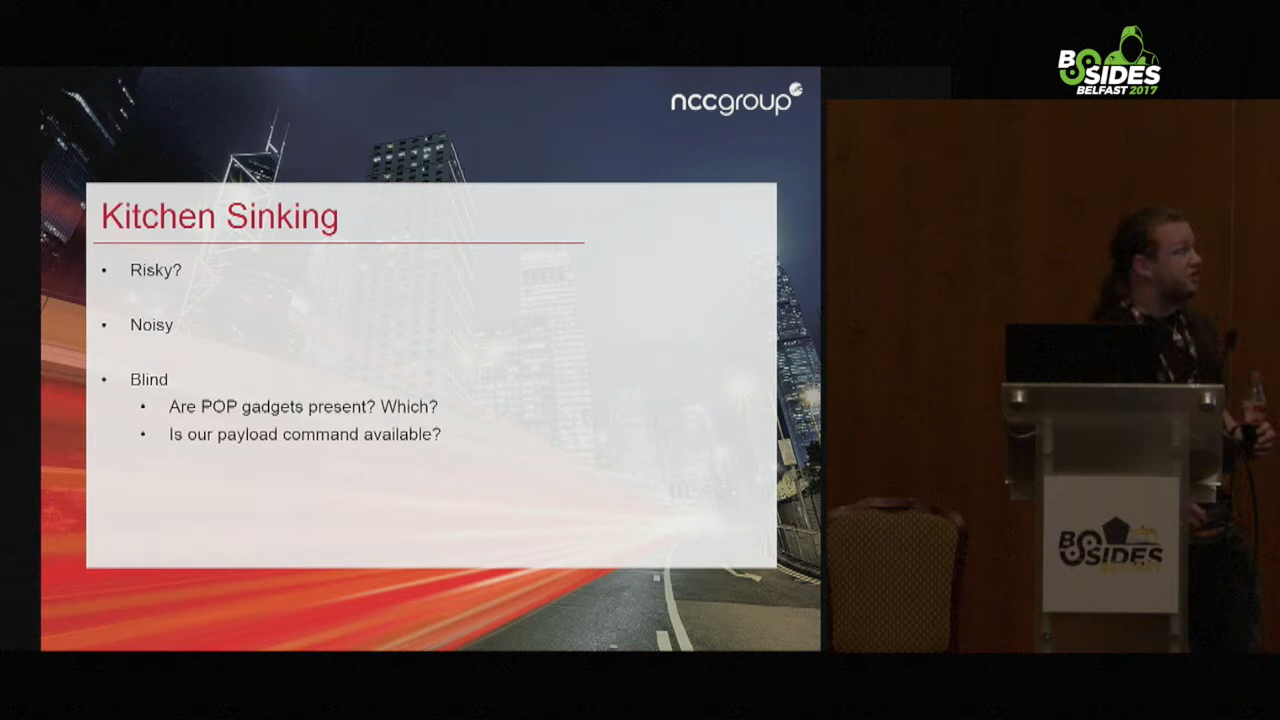 BSIDES
BELFAST 2017
nccgroup
Kitchen Sinking
• Risky?
• Noisy
• Blind
• Are POP gadgets present? Which?
• Is our payload command available?
BSIDES
BELFAST